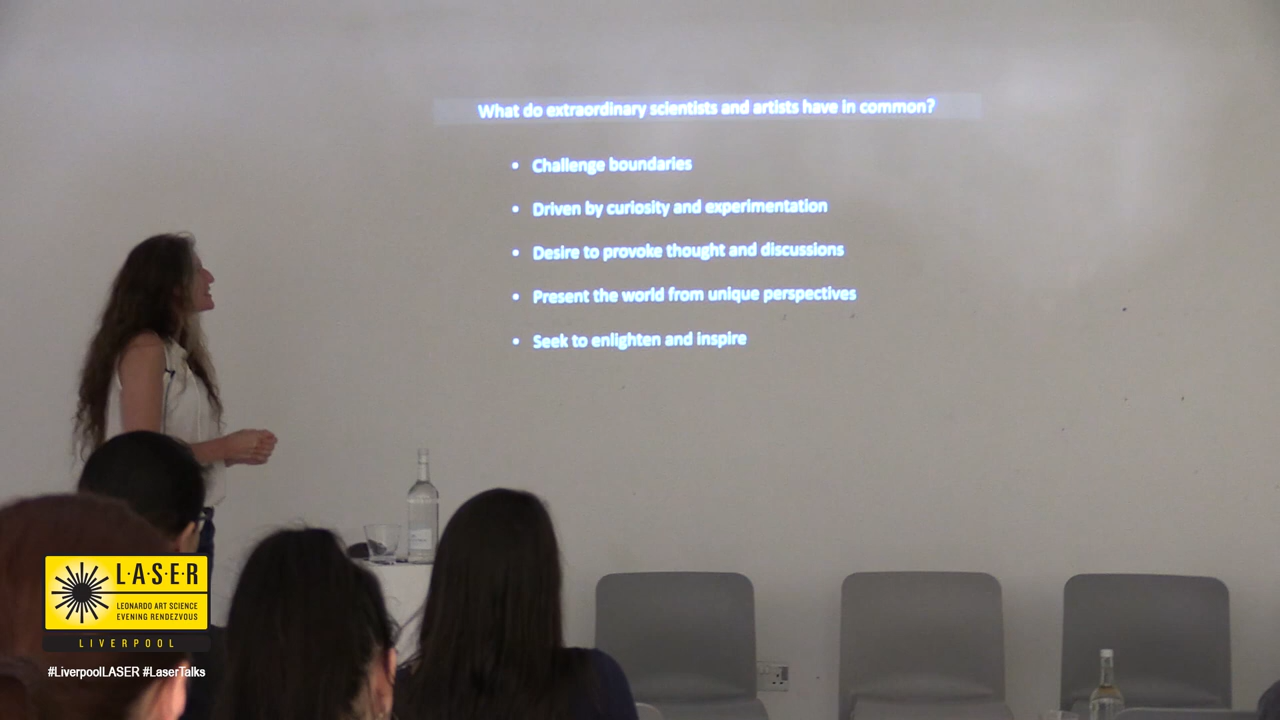 What do extraordinary scientists and artists have in common?
• Challenge boundaries
• Driven by curiosity and experimentation
• Desire to provoke thought and discussions
• Present the world from unique perspectives
• Seek to enlighten and inspire
L·A·S·E·R
LEONARDO ART SCIENCE
EVENING RENDEZVOUS
LIVERPOOL
#LiverpoolLASER #LaserTalks